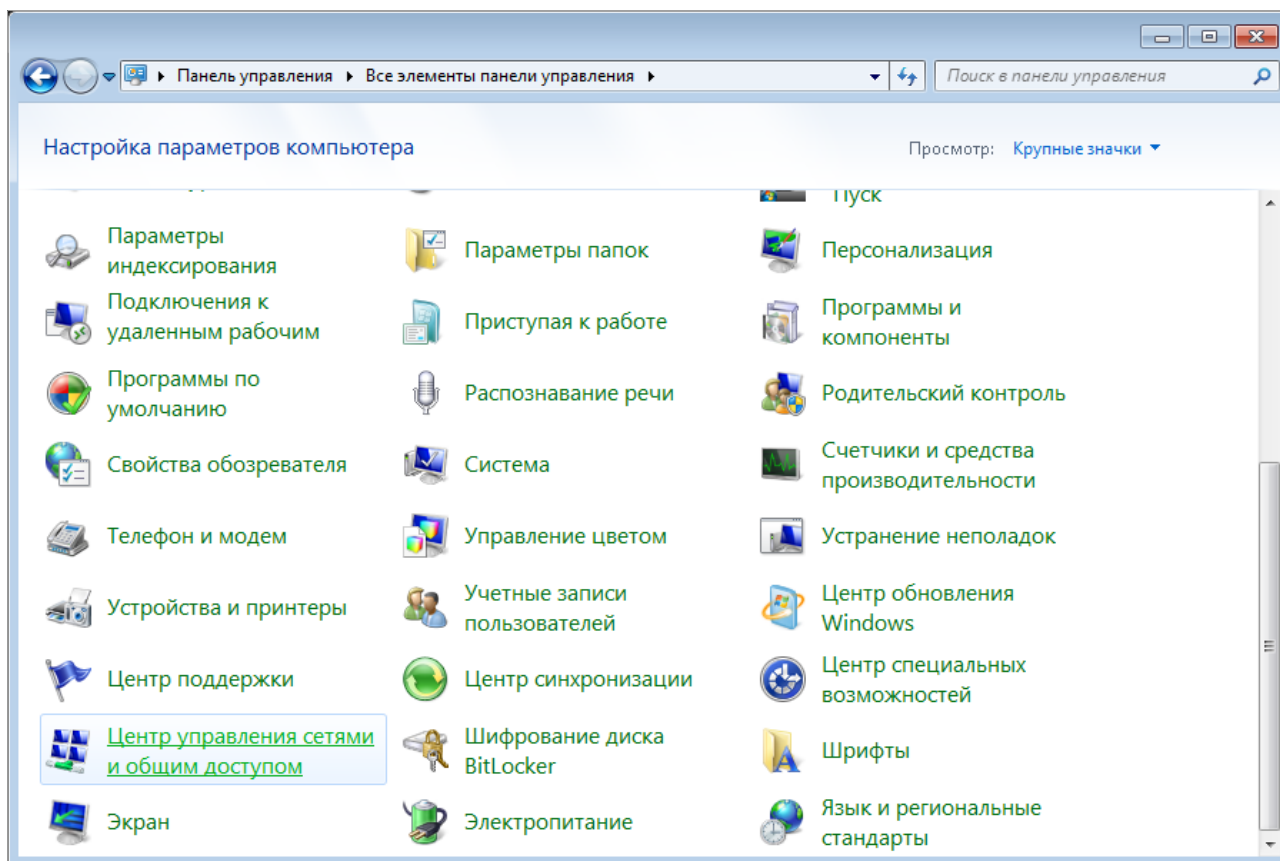 Панель управления ▸ Все элементы панели управления ▸
Поиск в панели управления
Настройка параметров компьютера
Просмотр: Крупные значки
Пуск
Параметры
индексирования
Параметры папок
Персонализация
Подключения к
удаленным рабочим
Приступая к работе
Программы и
компоненты
Программы по
умолчанию
Распознавание речи
Родительский контроль
Свойства обозревателя
Система
Счетчики и средства
производительности
Телефон и модем
Управление цветом
Устранение неполадок
Устройства и принтеры
Учетные записи
пользователей
Центр обновления
Windows
Центр поддержки
Центр синхронизации
Центр специальных
возможностей
Центр управления сетями
и общим доступом
Шифрование диска
BitLocker
Шрифты
Экран
Электропитание
Язык и региональные
стандарты